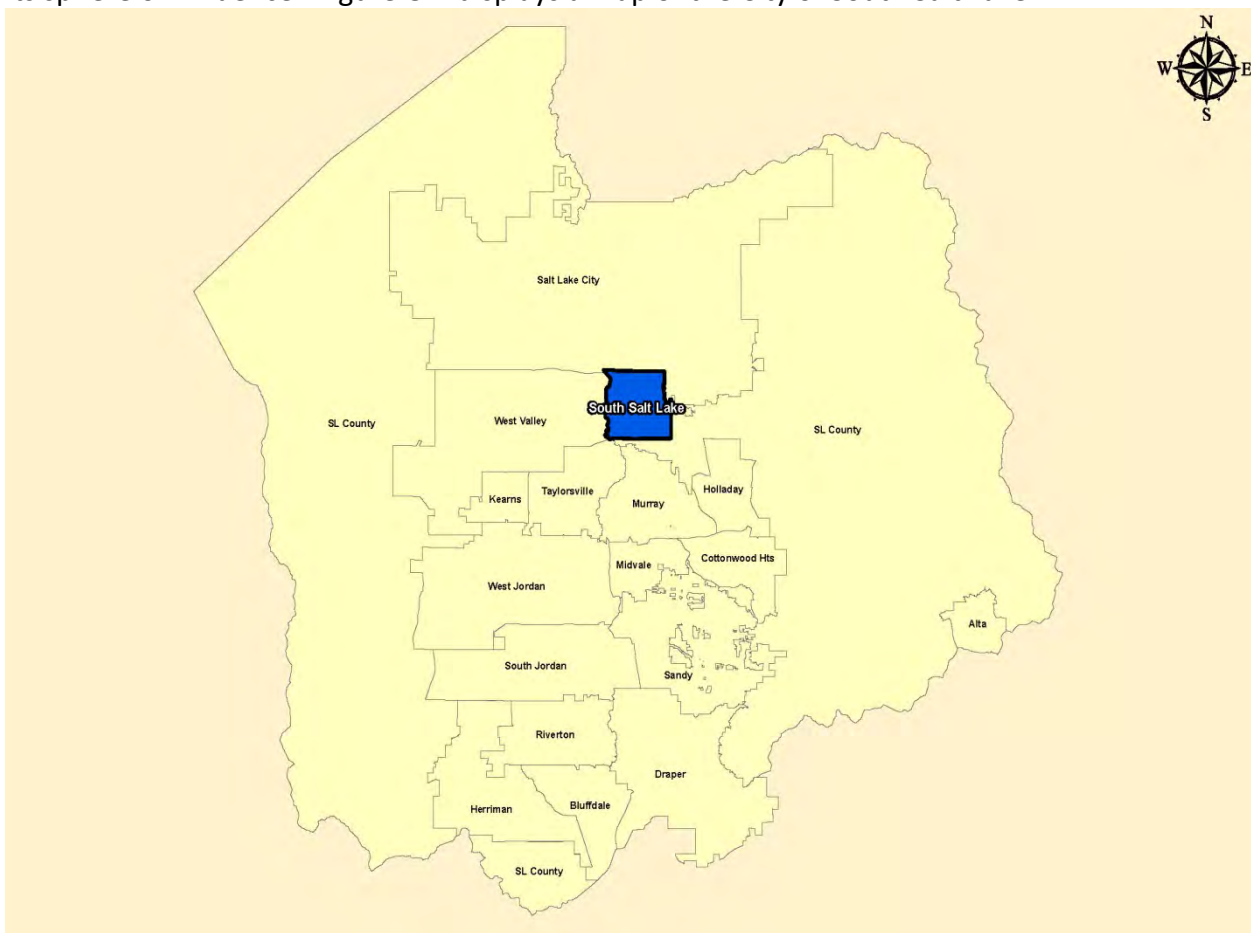 N
W E
S
Salt Lake City
South Salt Lake
SL County
West Valley
SL County
Kearns
Taylorsville
Murray
Holladay
Midvale
Cottonwood Hts
West Jordan
Alta
South Jordan
Sandy
Riverton
Draper
Herriman
Bluffdale
SL County